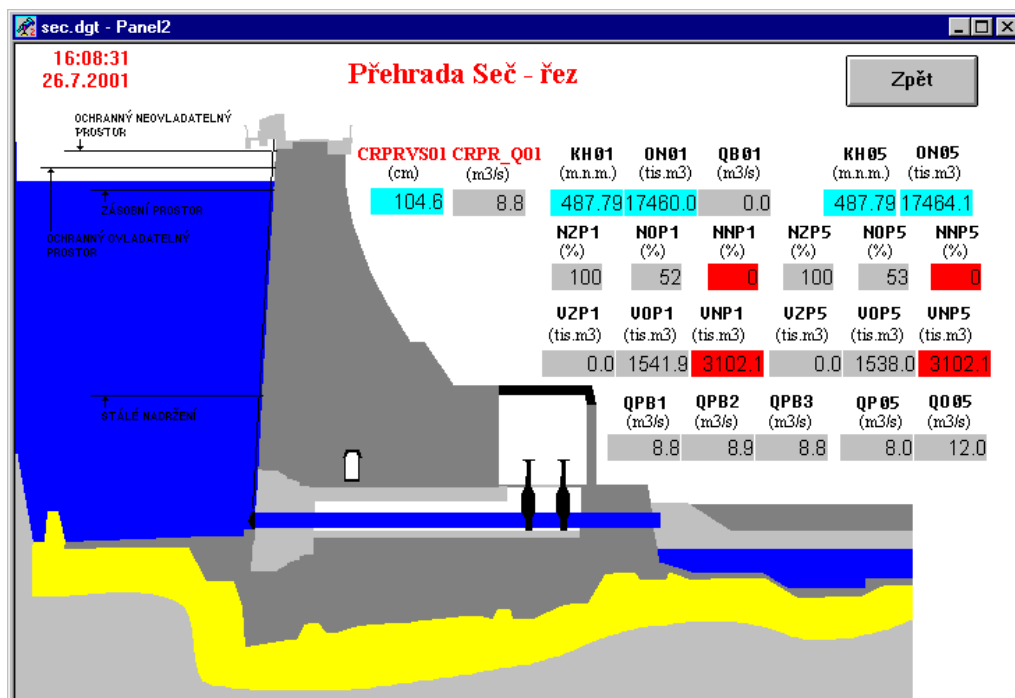 sec.dgt - Panel2
16:08:31
26.7.2001
Přehrada Seč - řez
Zpět
OCHRANNÝ NEOVLADATELNÝ
PROSTOR
ZÁSOBNÍ PROSTOR
OCHRANNÝ OVLADATELNÝ
PROSTOR
STÁLÉ NADRŽENÍ
CRPRVS01 CRPR_Q01 KH01 ON01 QB01 KH05 ON05
(cm) (m3/s) (m.n.m.) (tis.m3) (m3/s) (m.n.m.) (tis.m3)
104.6 8.8 487.79 17460.0 0.0 487.79 17464.1
NZP1 NOP1 NNP1 NZP5 NOP5 NNP5
(%) (%) (%) (%) (%) (%)
100 52 0 100 53 0
VZP1 VOP1 VNP1 VZP5 VOP5 VNP5
(tis.m3) (tis.m3) (tis.m3) (tis.m3) (tis.m3) (tis.m3)
0.0 1541.9 3102.1 0.0 1538.0 3102.1
QPB1 QPB2 QPB3 QP05 QO05
(m3/s) (m3/s) (m3/s) (m3/s) (m3/s)
8.8 8.9 8.8 8.0 12.0